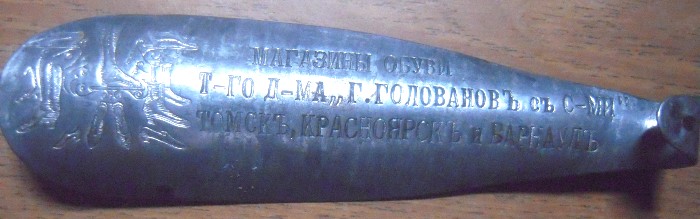 МАГАЗИНЫ ОБУВИ
Т-ГО Д-МА „Г.ГОЛОВАНОВЪ съ С-МИ"
ТОМСКЪ, КРАСНОЯРСКЪ и БАРНАУЛЪ